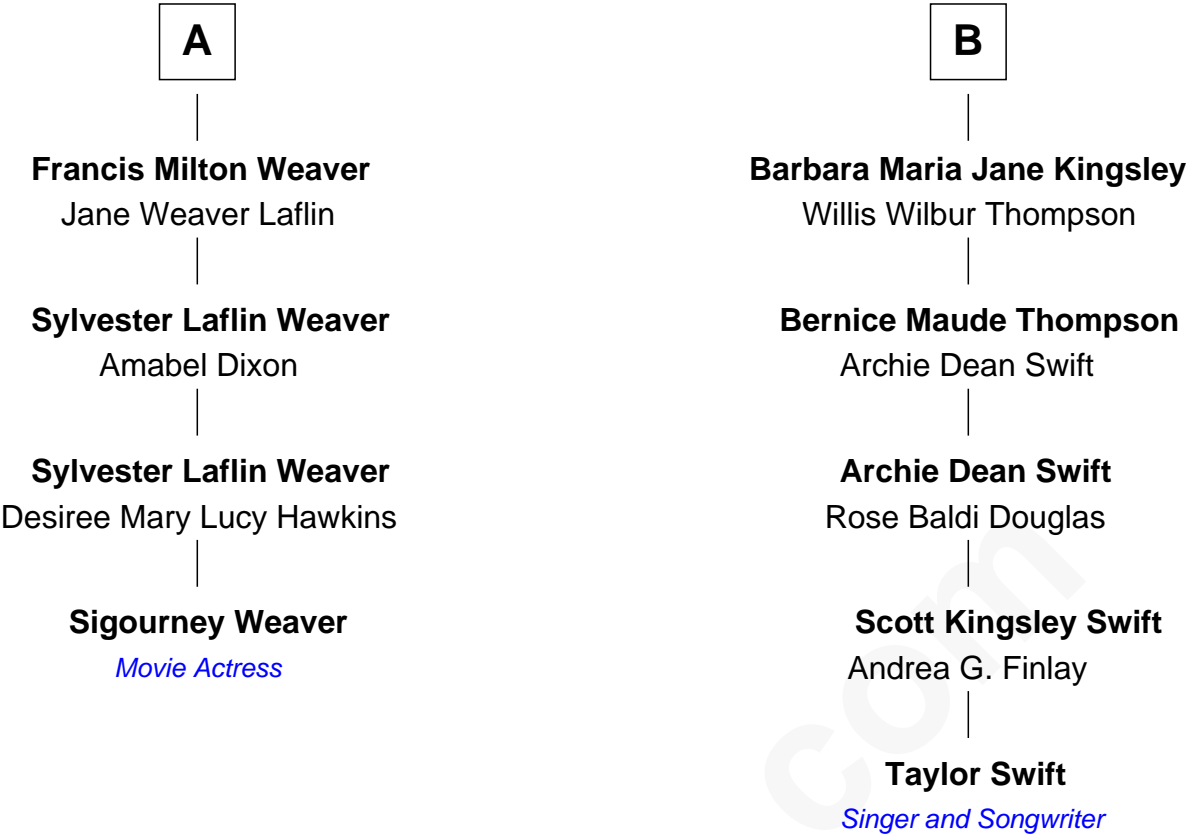 A
Francis Milton Weaver
Jane Weaver Laflin
Sylvester Laflin Weaver
Amabel Dixon
Sylvester Laflin Weaver
Desiree Mary Lucy Hawkins
Sigourney Weaver
Movie Actress
B
Barbara Maria Jane Kingsley
Willis Wilbur Thompson
Bernice Maude Thompson
Archie Dean Swift
Archie Dean Swift
Rose Baldi Douglas
Scott Kingsley Swift
Andrea G. Finlay
Taylor Swift
Singer and Songwriter
com